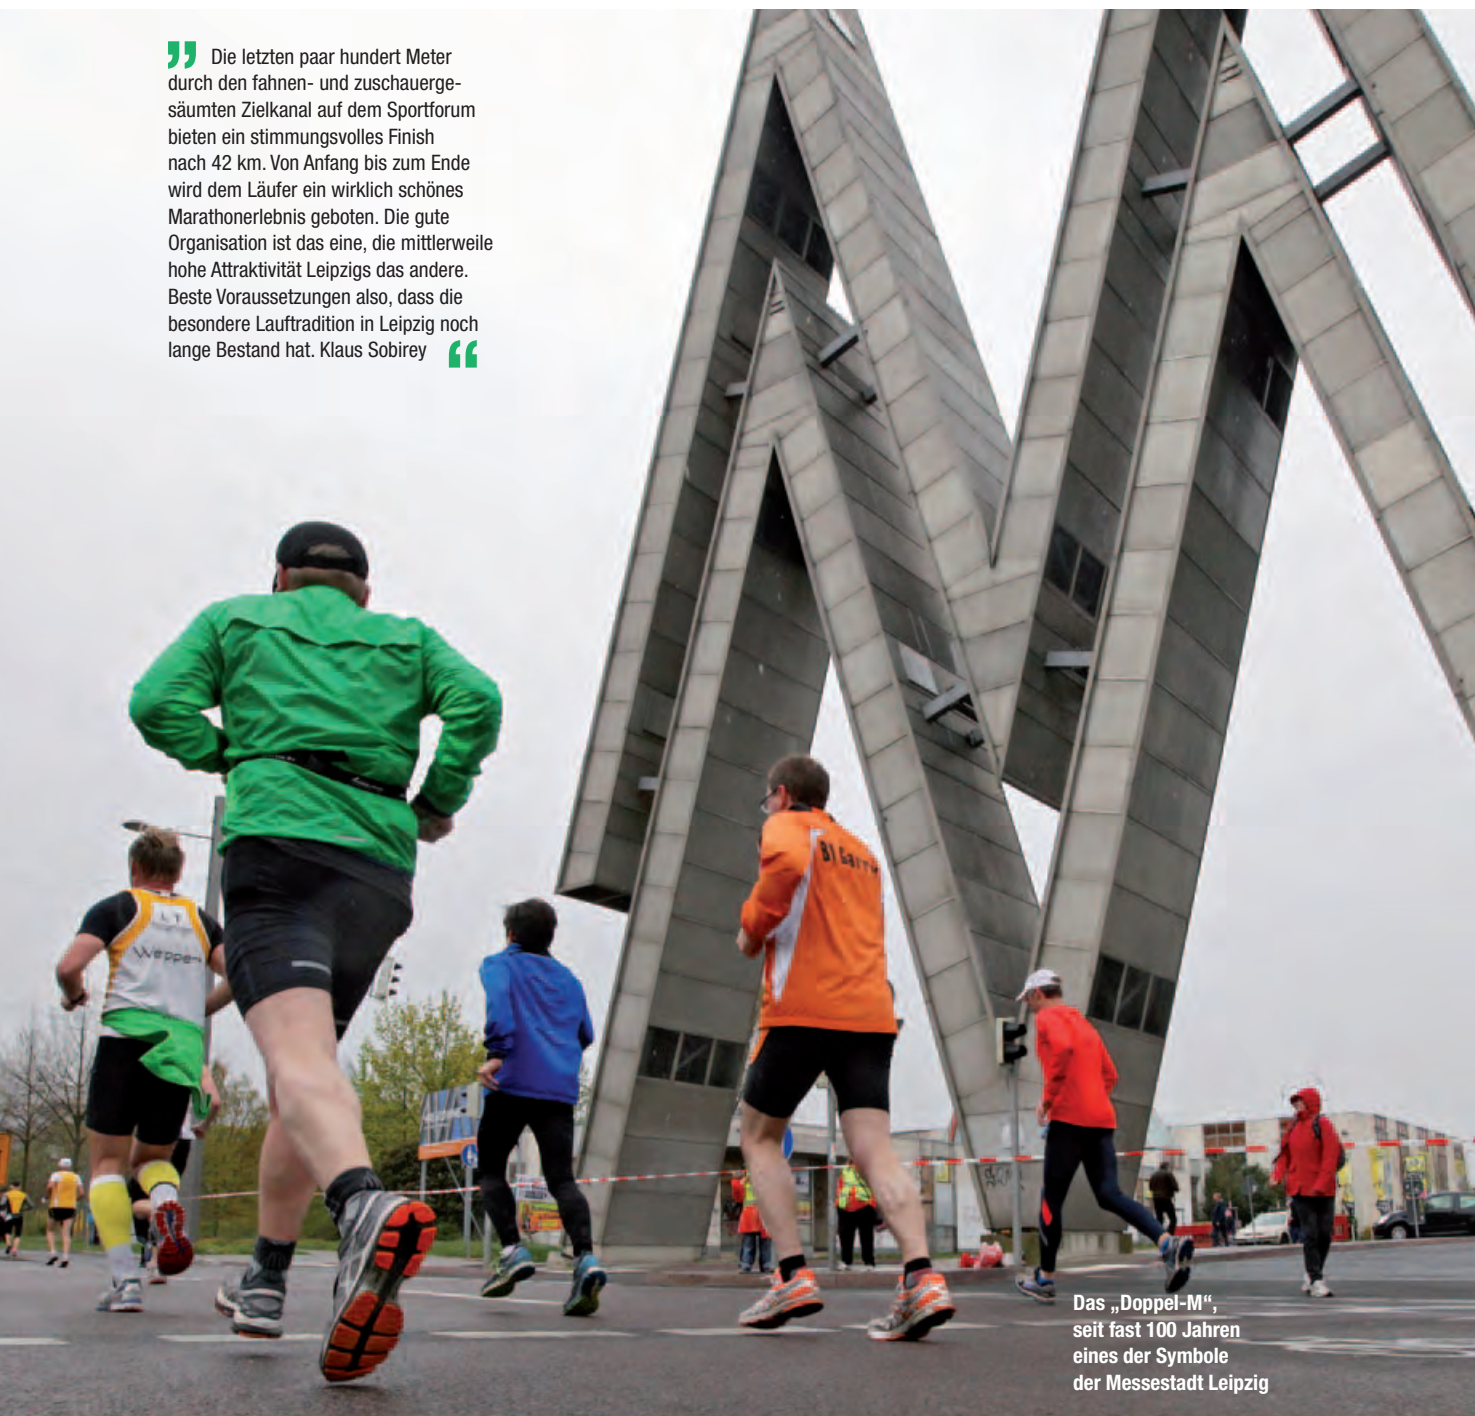 „ Die letzten paar hundert Meter
durch den fahnen- und zuschauerge-
säumten Zielkanal auf dem Sportforum
bieten ein stimmungsvolles Finish
nach 42 km. Von Anfang bis zum Ende
wird dem Läufer ein wirklich schönes
Marathonerlebnis geboten. Die gute
Organisation ist das eine, die mittlerweile
hohe Attraktivität Leipzigs das andere.
Beste Voraussetzungen also, dass die
besondere Lauftradition in Leipzig noch
lange Bestand hat. Klaus Sobirey “
Das „Doppel-M“,
seit fast 100 Jahren
eines der Symbole
der Messestadt Leipzig